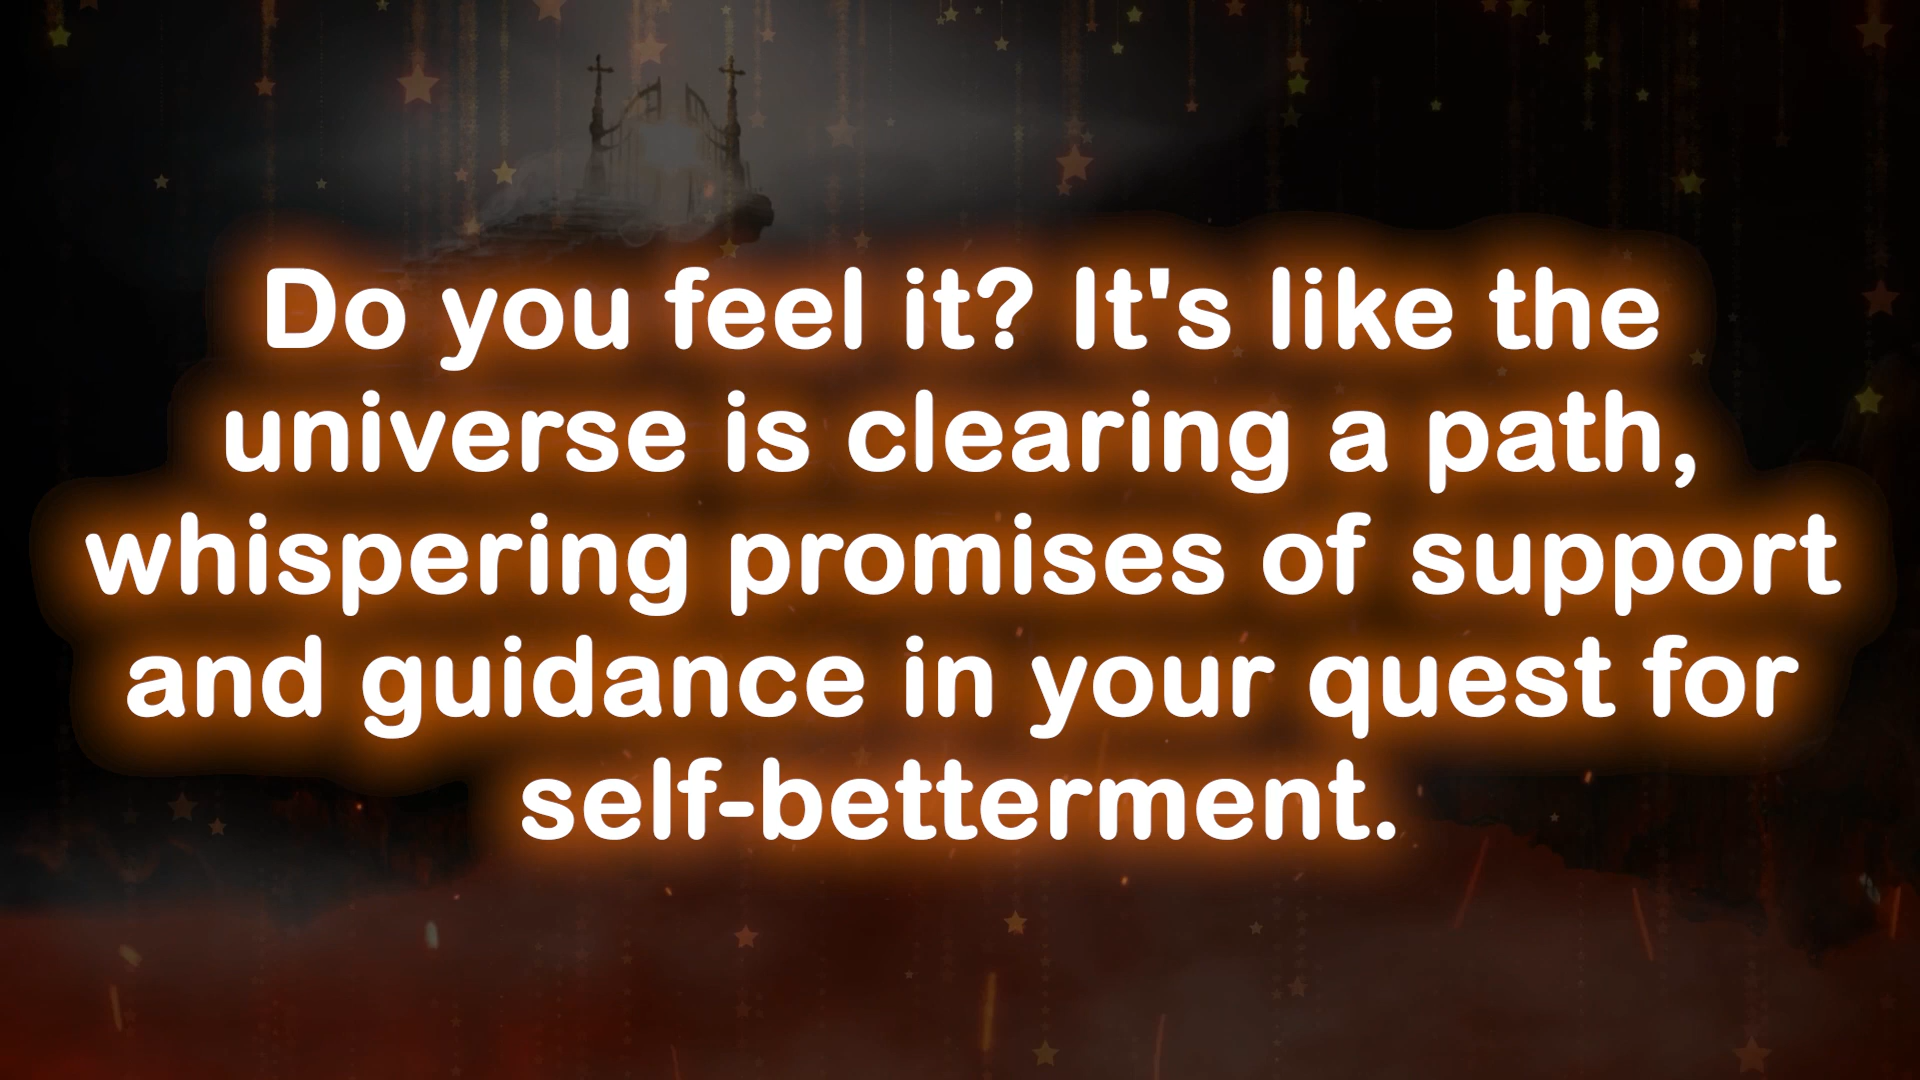 Do you feel it? It's like the
universe is clearing a path,
whispering promises of support
and guidance in your quest for
self-betterment.